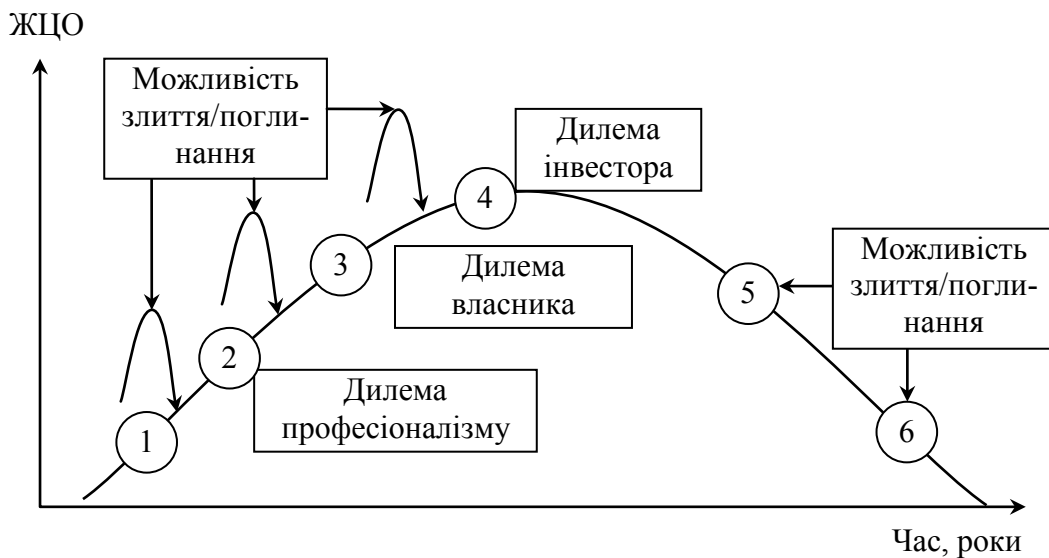 ЖЦО
Можливість
злиття/погли-
нання
Дилема
інвестора
4
3
Дилема
власника
Можливість
злиття/погли-
нання
5
2
Дилема
професіоналізму
1
6
Час, роки